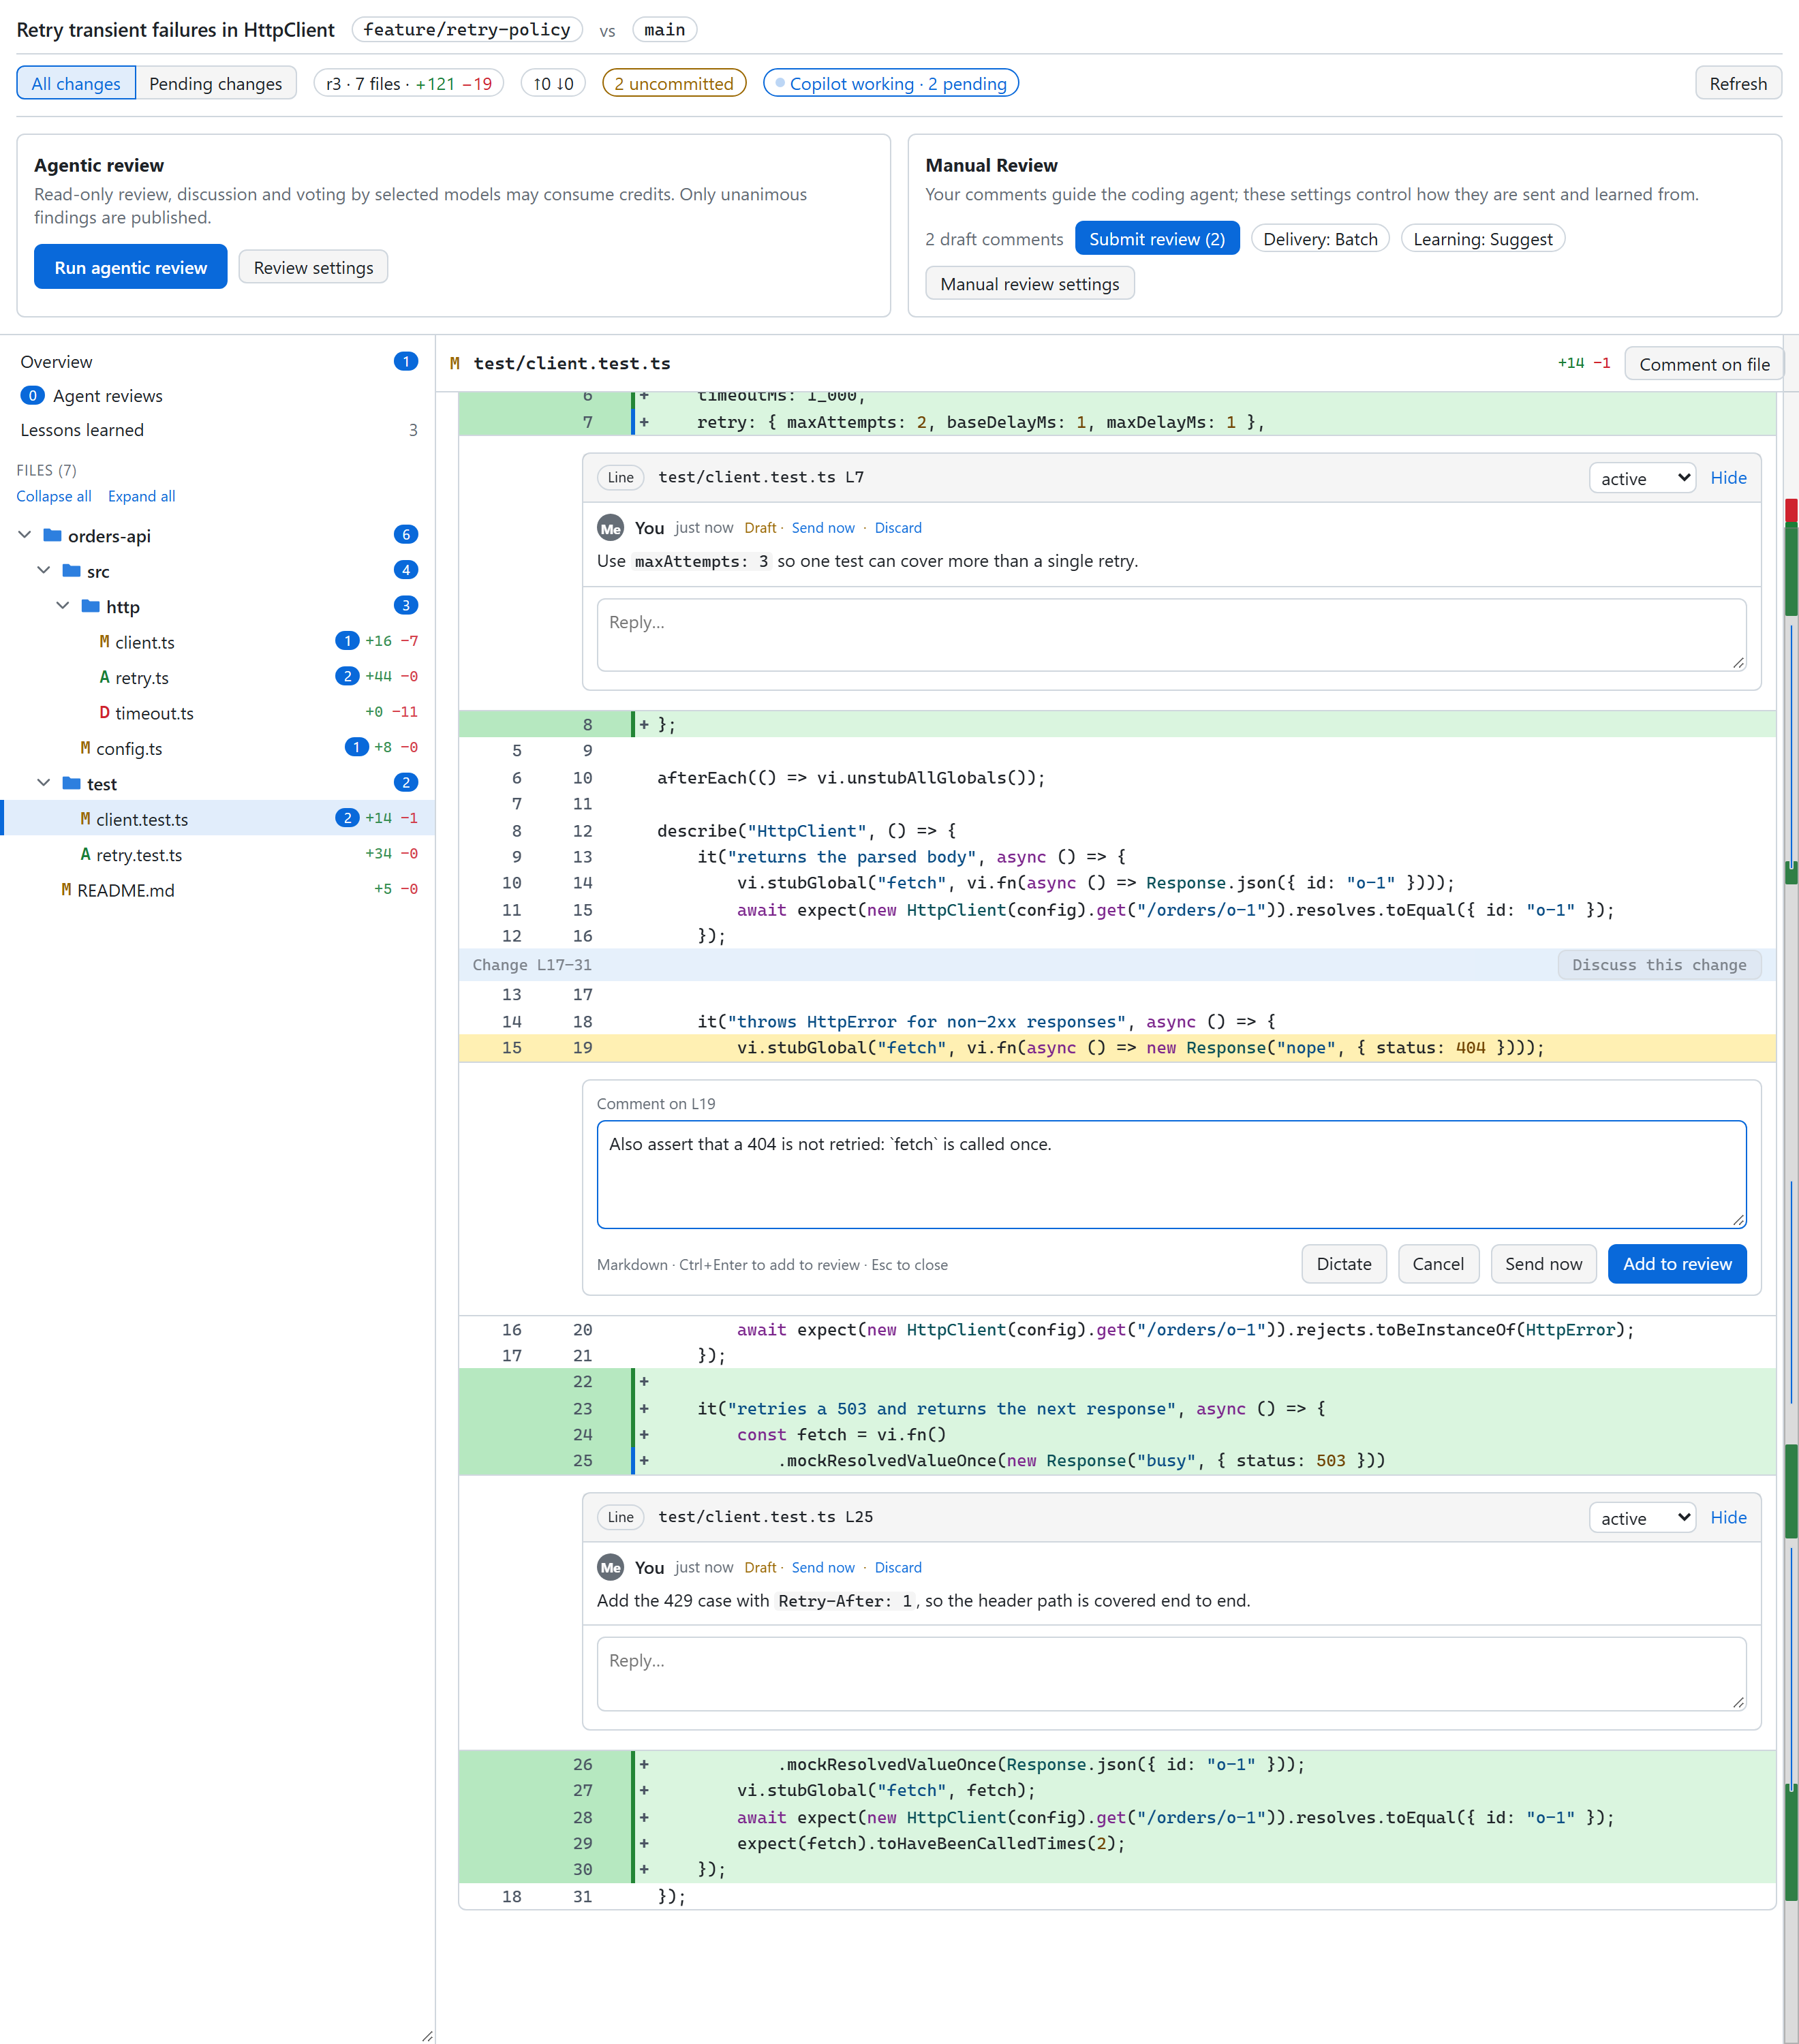 Retry transient failures in HttpClient feature/retry-policy vs main
All changes Pending changes r3 · 7 files · +121 −19 ↑0 ↓0 2 uncommitted Copilot working · 2 pending Refresh
Agentic review
Read-only review, discussion and voting by selected models may consume credits. Only unanimous
findings are published.
Run agentic review Review settings
Manual Review
Your comments guide the coding agent; these settings control how they are sent and learned from.
2 draft comments Submit review (2) Delivery: Batch Learning: Suggest
Manual review settings
Overview 1
0 Agent reviews
Lessons learned 3
FILES (7)
Collapse all Expand all
orders-api 6
src 4
http 3
M client.ts 1 +16 −7
A retry.ts 2 +44 −0
D timeout.ts +0 −11
M config.ts 1 +8 −0
test 2
M client.test.ts 2 +14 −1
A retry.test.ts +34 −0
M README.md +5 −0
M test/client.test.ts +14 −1 Comment on file
6 + timeoutMs: 1_000,
7 + retry: { maxAttempts: 2, baseDelayMs: 1, maxDelayMs: 1 },
Line test/client.test.ts L7 active Hide
Me You just now Draft · Send now · Discard
Use maxAttempts: 3 so one test can cover more than a single retry.
Reply...
8 + };
5 9
6 10 afterEach(() => vi.unstubAllGlobals());
7 11
8 12 describe("HttpClient", () => {
9 13 it("returns the parsed body", async () => {
10 14 vi.stubGlobal("fetch", vi.fn(async () => Response.json({ id: "o-1" })));
11 15 await expect(new HttpClient(config).get("/orders/o-1")).resolves.toEqual({ id: "o-1" });
12 16 });
Change L17–31 Discuss this change
13 17
14 18 it("throws HttpError for non-2xx responses", async () => {
15 19 vi.stubGlobal("fetch", vi.fn(async () => new Response("nope", { status: 404 })));
Comment on L19
Also assert that a 404 is not retried: `fetch` is called once.
Markdown · Ctrl+Enter to add to review · Esc to close Dictate Cancel Send now Add to review
16 20 await expect(new HttpClient(config).get("/orders/o-1")).rejects.toBeInstanceOf(HttpError);
17 21 });
22 +
23 + it("retries a 503 and returns the next response", async () => {
24 + const fetch = vi.fn()
25 + .mockResolvedValueOnce(new Response("busy", { status: 503 }))
Line test/client.test.ts L25 active Hide
Me You just now Draft · Send now · Discard
Add the 429 case with Retry-After: 1, so the header path is covered end to end.
Reply...
26 + .mockResolvedValueOnce(Response.json({ id: "o-1" }));
27 + vi.stubGlobal("fetch", fetch);
28 + await expect(new HttpClient(config).get("/orders/o-1")).resolves.toEqual({ id: "o-1" });
29 + expect(fetch).toHaveBeenCalledTimes(2);
30 + });
18 31 });